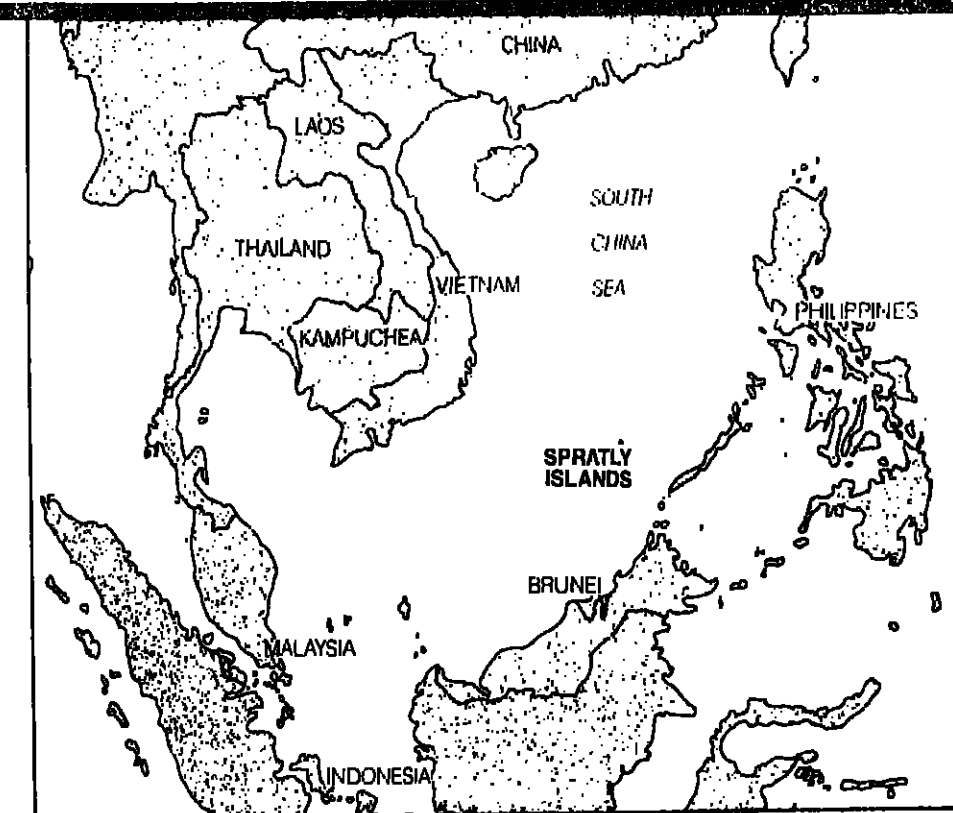 CHINA
LAOS
SOUTH
CHINA
SEA
THAILAND
VIETNAM
PHILIPPINES
KAMPUCHEA
SPRATLY
ISLANDS
BRUNEI
MALAYSIA
INDONESIA